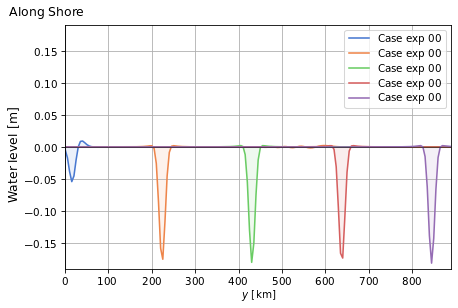 Along Shore
Water level [m]
0.15
0.10
0.05
0.00
−0.05
−0.10
−0.15
Case exp 00
Case exp 00
Case exp 00
Case exp 00
Case exp 00
0 100 200 300 400 500 600 700 800
y [km]